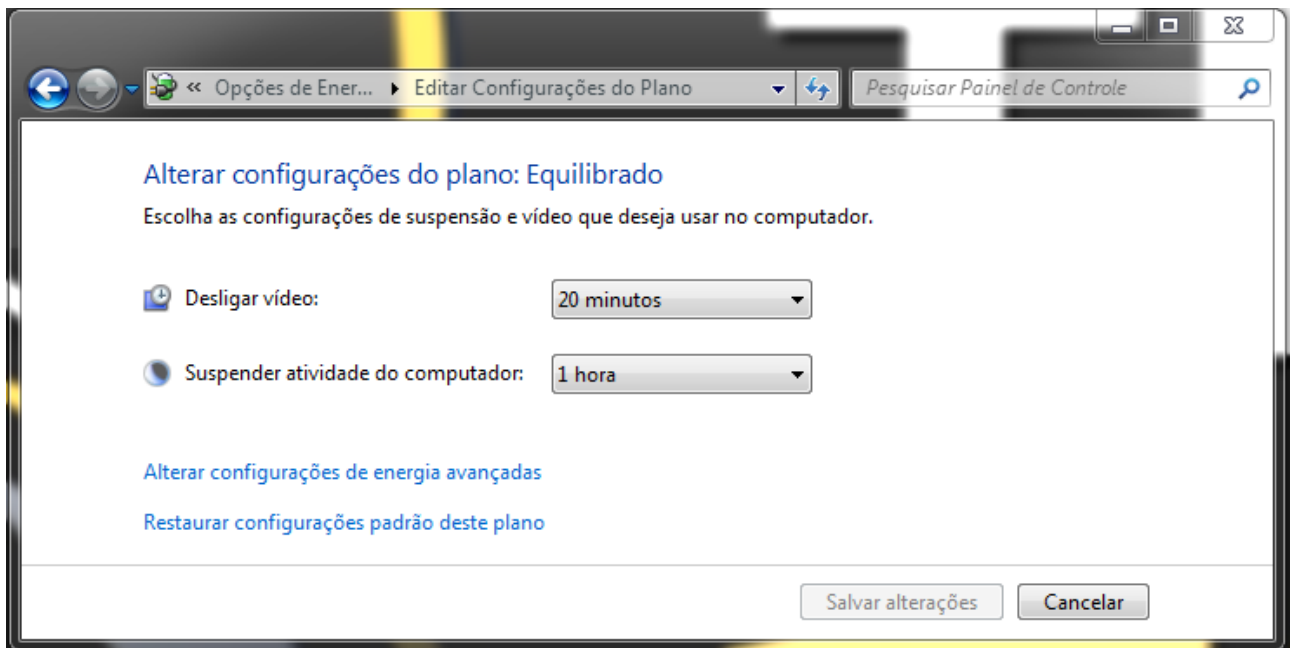 « Opções de Ener... Editar Configurações do Plano Pesquisar Painel de Controle
Alterar configurações do plano: Equilibrado
Escolha as configurações de suspensão e vídeo que deseja usar no computador.
Desligar vídeo: 20 minutos
Suspender atividade do computador: 1 hora
Alterar configurações de energia avançadas
Restaurar configurações padrão deste plano
Salvar alterações Cancelar